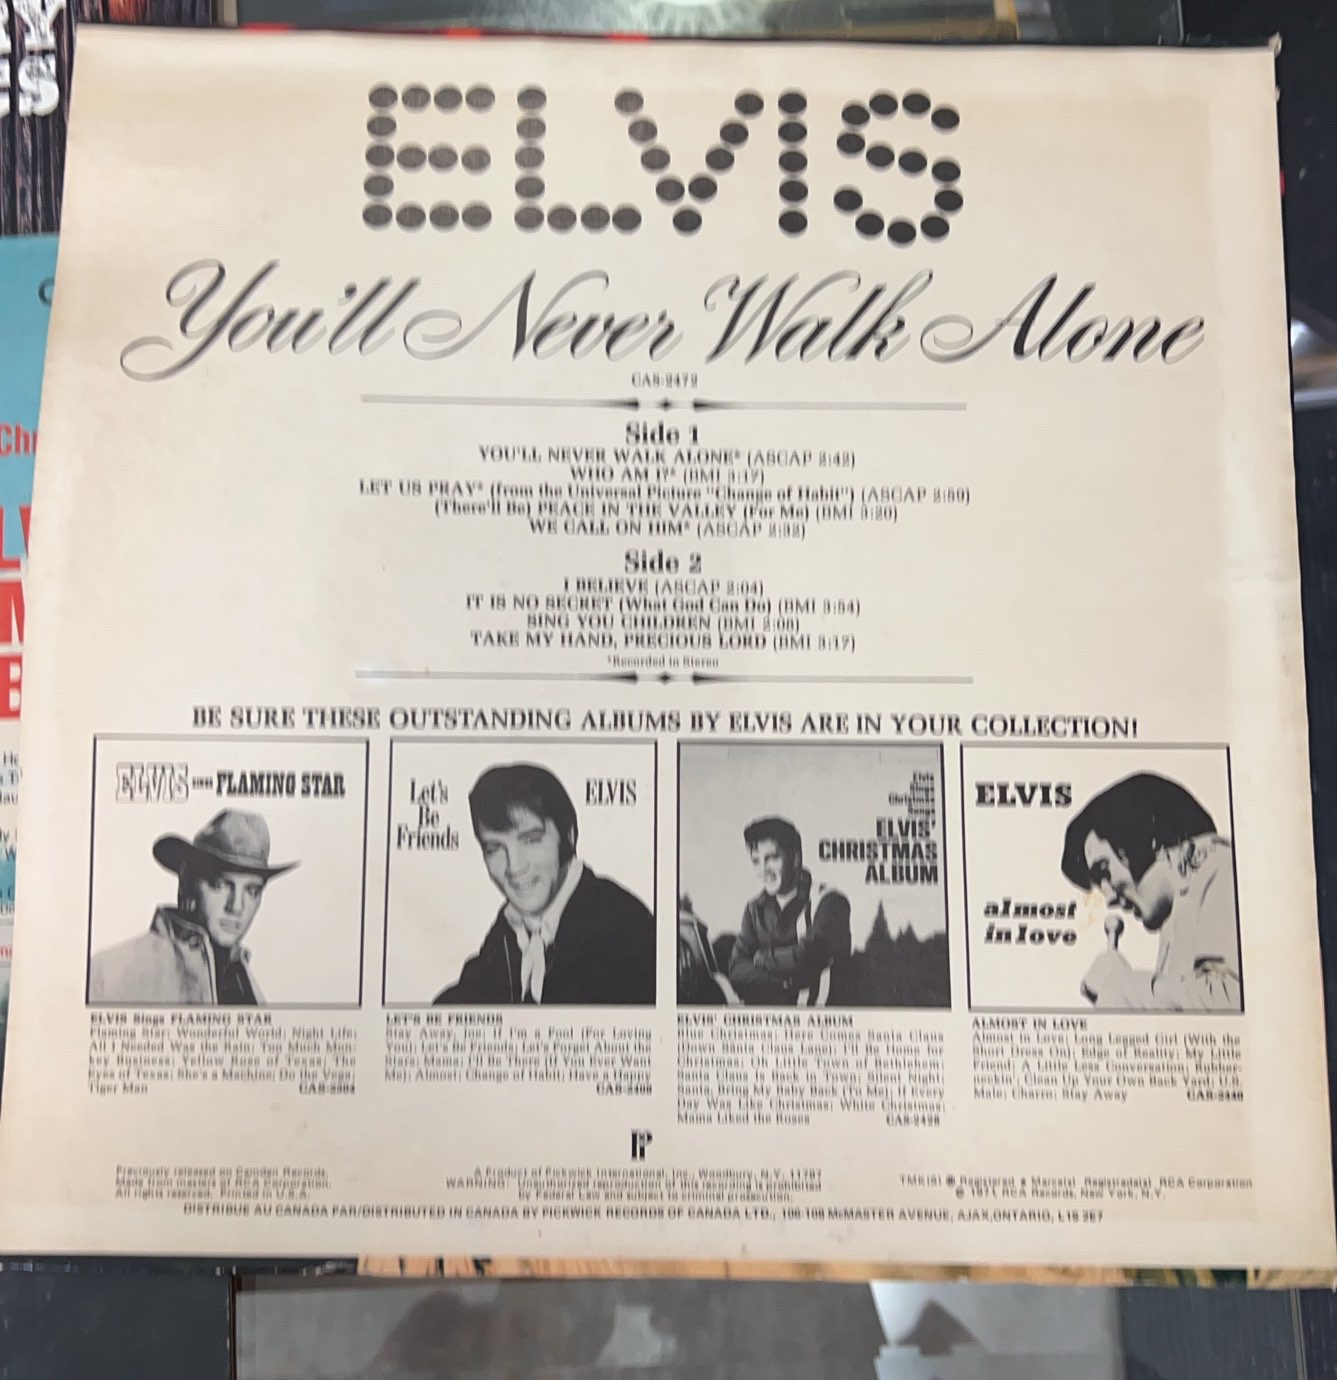 ELVIS
You'll Never Walk Alone
CAS-2472
Side 1
YOU'LL NEVER WALK ALONE* (ASCAP 2:42)
WHO AM I?* (BMI 3:17)
LET US PRAY* (from the Universal Picture "Change of Habit") (ASCAP 2:59)
(There'll Be) PEACE IN THE VALLEY (For Me) (BMI 3:20)
WE CALL ON HIM* (ASCAP 2:32)
Side 2
I BELIEVE (ASCAP 2:04)
IT IS NO SECRET (What God Can Do) (BMI 3:54)
SING YOU CHILDREN (BMI 2:08)
TAKE MY HAND, PRECIOUS LORD (BMI 3:17)
*Recorded in Stereo
BE SURE THESE OUTSTANDING ALBUMS BY ELVIS ARE IN YOUR COLLECTION!
ELVIS SINGS FLAMING STAR
Let's
Be
Friends
ELVIS
Elvis
Sings
Christmas
Songs
ELVIS'
CHRISTMAS
ALBUM
ELVIS
almost
in love
ELVIS Sings FLAMING STAR
Flaming Star; Wonderful World; Night Life;
All I Needed Was the Rain; Too Much Mon-
key Business; Yellow Rose of Texas; The
Eyes of Texas; She's a Machine; Do the Vega;
Tiger Man CAS-2304
LET'S BE FRIENDS
Stay Away, Joe; If I'm a Fool (For Loving
You); Let's Be Friends; Let's Forget About the
Stars; Mama; I'll Be There (If You Ever Want
Me); Almost; Change of Habit; Have a Happy
CAS-2408
ELVIS' CHRISTMAS ALBUM
Blue Christmas; Here Comes Santa Claus
(Down Santa Claus Lane); I'll Be Home for
Christmas; Oh Little Town of Bethlehem;
Santa Claus Is Back in Town; Silent Night;
Santa, Bring My Baby Back (To Me); If Every
Day Was Like Christmas; White Christmas;
Mama Liked the Roses CAS-2428
ALMOST IN LOVE
Almost in Love; Long Legged Girl (With the
Short Dress On); Edge of Reality; My Little
Friend; A Little Less Conversation; Rubber-
neckin'; Clean Up Your Own Back Yard; U.S.
Male; Charro; Stay Away CAS-2440
Previously released on Camden Records.
Made from masters of RCA Corporation.
All rights reserved. Printed in U.S.A.
A Product of Pickwick International, Inc., Woodbury, N.Y. 11797
WARNING: Unauthorized reproduction of this recording is prohibited
by Federal Law and subject to criminal prosecution.
TMK(S) ® Registered • Marca(s) Registrada(s) RCA Corporation
© 1971, RCA Records, New York, N.Y.
DISTRIBUE AU CANADA PAR/DISTRIBUTED IN CANADA BY PICKWICK RECORDS OF CANADA LTD., 106-108 McMASTER AVENUE, AJAX, ONTARIO, L1S 2E7